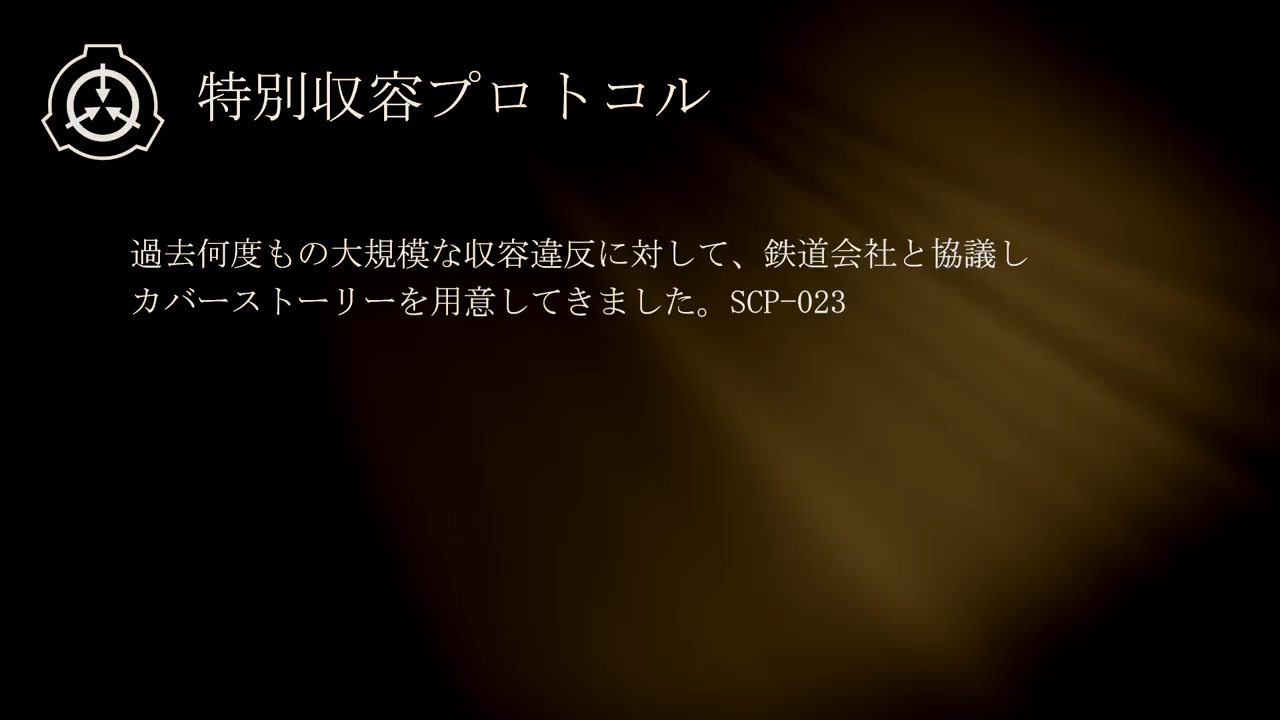 特別収容プロトコル
過去何度もの大規模な収容違反に対して、鉄道会社と協議し
カバーストーリーを用意してきました。SCP−023